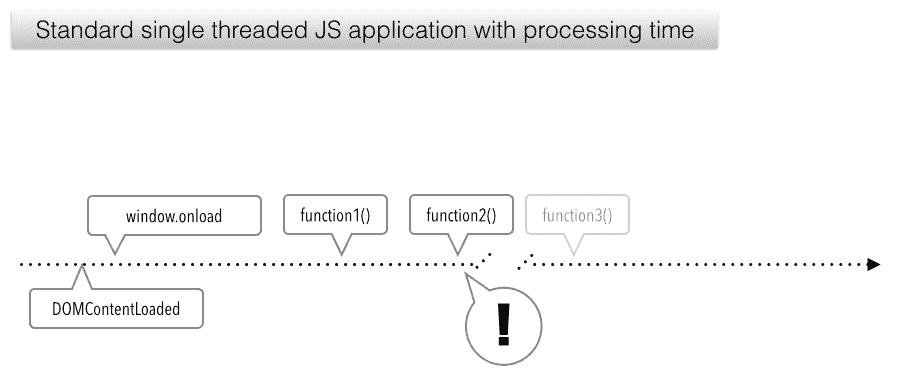 Standard single threaded JS application with processing time
window.onload
function1()
function2()
function3()
DOMContentLoaded
!